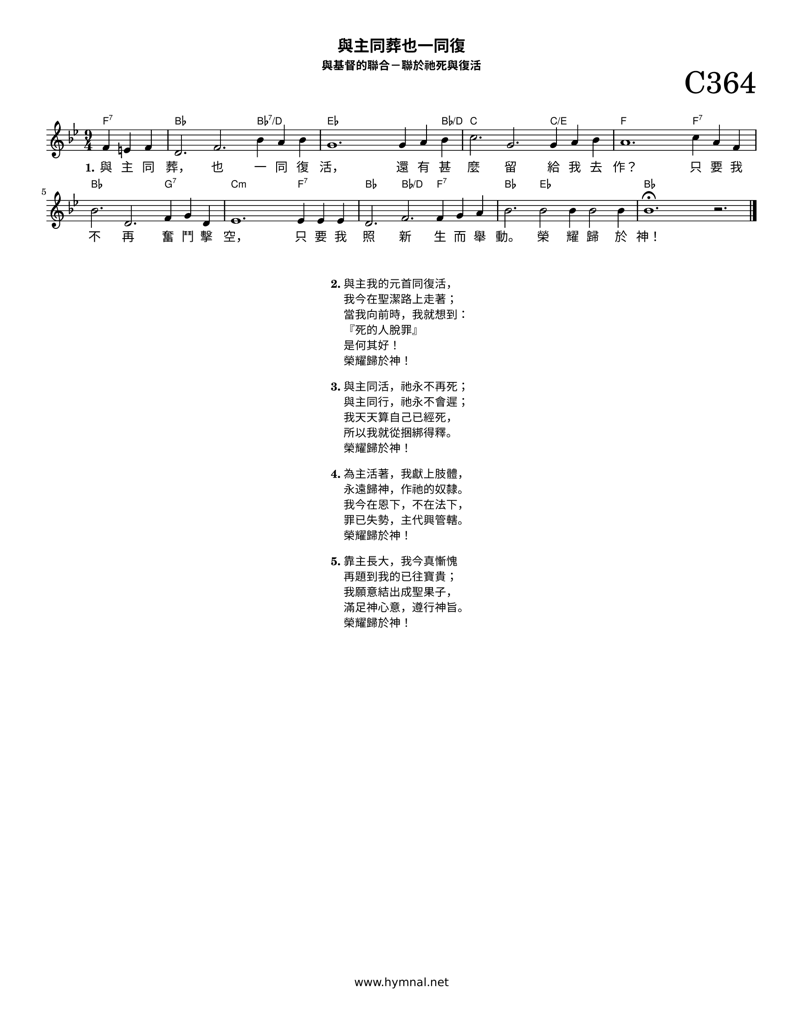 與主同葬也一同復
與基督的聯合－聯於祂死與復活
C364
F7 B♭ B♭7/D E♭ B♭/D C C/E F F7
1. 與 主 同 葬， 也 一 同 復 活， 還 有 甚 麼 留 給 我 去 作？ 只 要 我
5
B♭ G7 Cm F7 B♭ B♭/D F7 B♭ E♭ B♭
不 再 奮 鬥 擊 空， 只 要 我 照 新 生 而 舉 動。 榮 耀 歸 於 神！
2. 與主我的元首同復活，
我今在聖潔路上走著；
當我向前時，我就想到：
『死的人脫罪』
是何其好！
榮耀歸於神！
3. 與主同活，祂永不再死；
與主同行，祂永不會遲；
我天天算自己已經死，
所以我就從捆綁得釋。
榮耀歸於神！
4. 為主活著，我獻上肢體，
永遠歸神，作祂的奴隸。
我今在恩下，不在法下，
罪已失勢，主代興管轄。
榮耀歸於神！
5. 靠主長大，我今真慚愧
再題到我的已往寶貴；
我願意結出成聖果子，
滿足神心意，遵行神旨。
榮耀歸於神！
www.hymnal.net